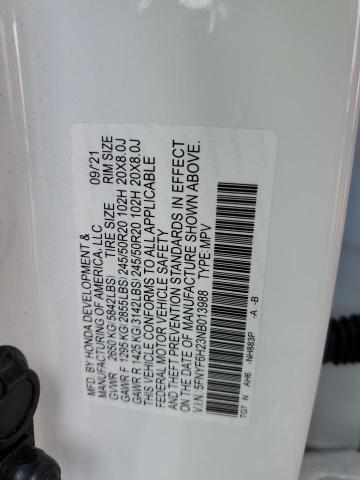 MFD. BY HONDA DEVELOPMENT & 09/'21
MANUFACTURING OF AMERICA, LLC
GVWR 2650 KG(5842LBS) TIRE SIZE RIM SIZE
GAWR F 1295 KG(2855LBS)245/50R20 102H 20X8.0J
GAWR R 1425 KG(3142LBS)245/50R20 102H 20X8.0J
THIS VEHICLE CONFORMS TO ALL APPLICABLE
FEDERAL MOTOR VEHICLE SAFETY
AND THEFT PREVENTION STANDARDS IN EFFECT
ON THE DATE OF MANUFACTURE SHOWN ABOVE.
V.I.N.:5FNYF6H23NB013988 TYPE:MPV
TG7 N AH6 NH883P -A -B